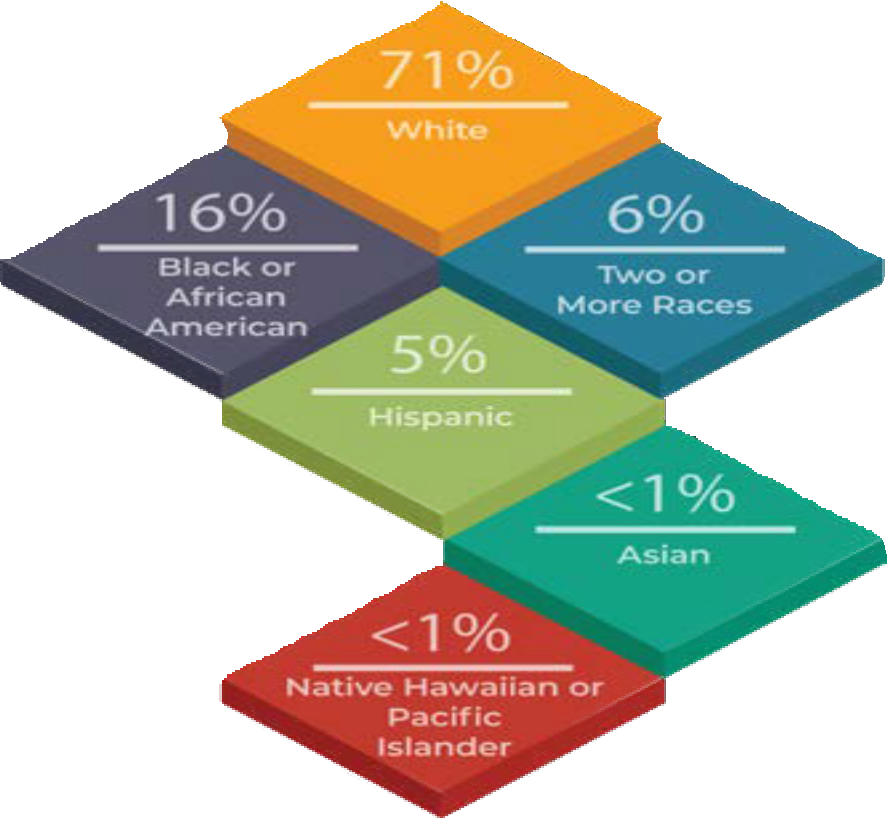 71%
White
16%
Black or
African
American
6%
Two or
More Races
5%
Hispanic
<1%
Asian
<1%
Native Hawaiian or
Pacific
Islander